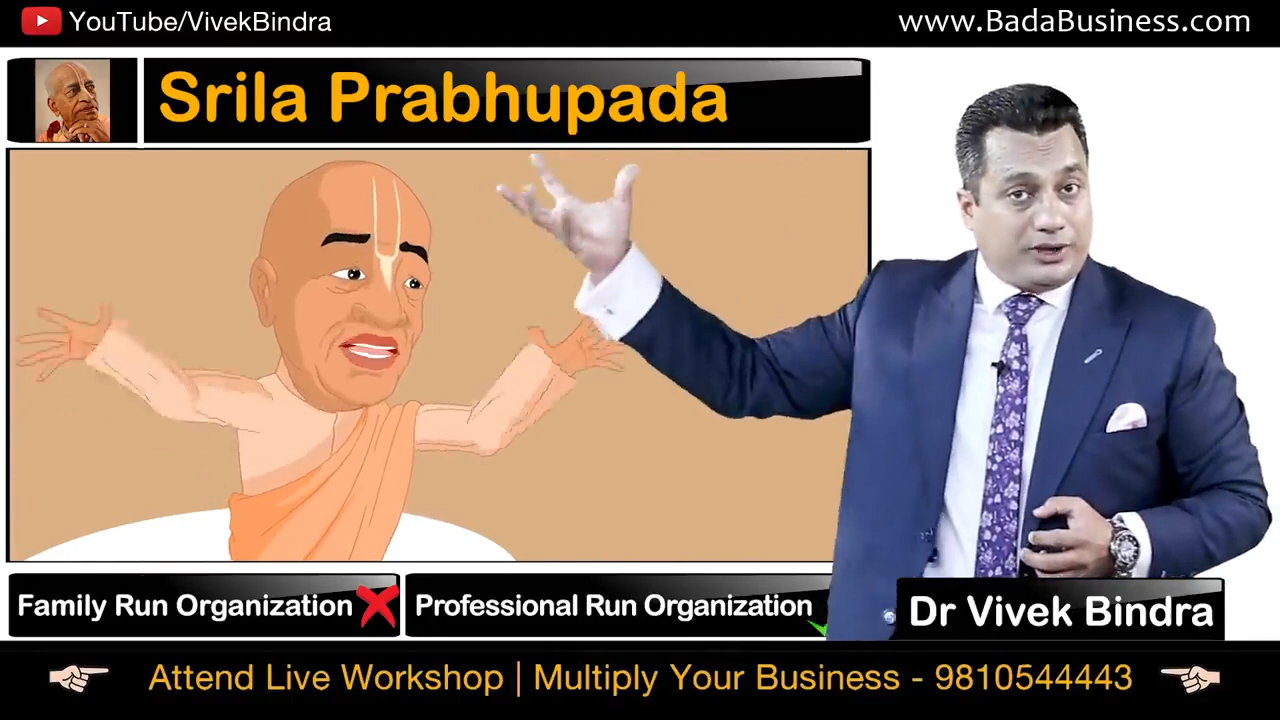 YouTube/VivekBindra
www.BadaBusiness.com
Srila Prabhupada
Family Run Organization
Professional Run Organization
Dr Vivek Bindra
Attend Live Workshop | Multiply Your Business - 9810544443